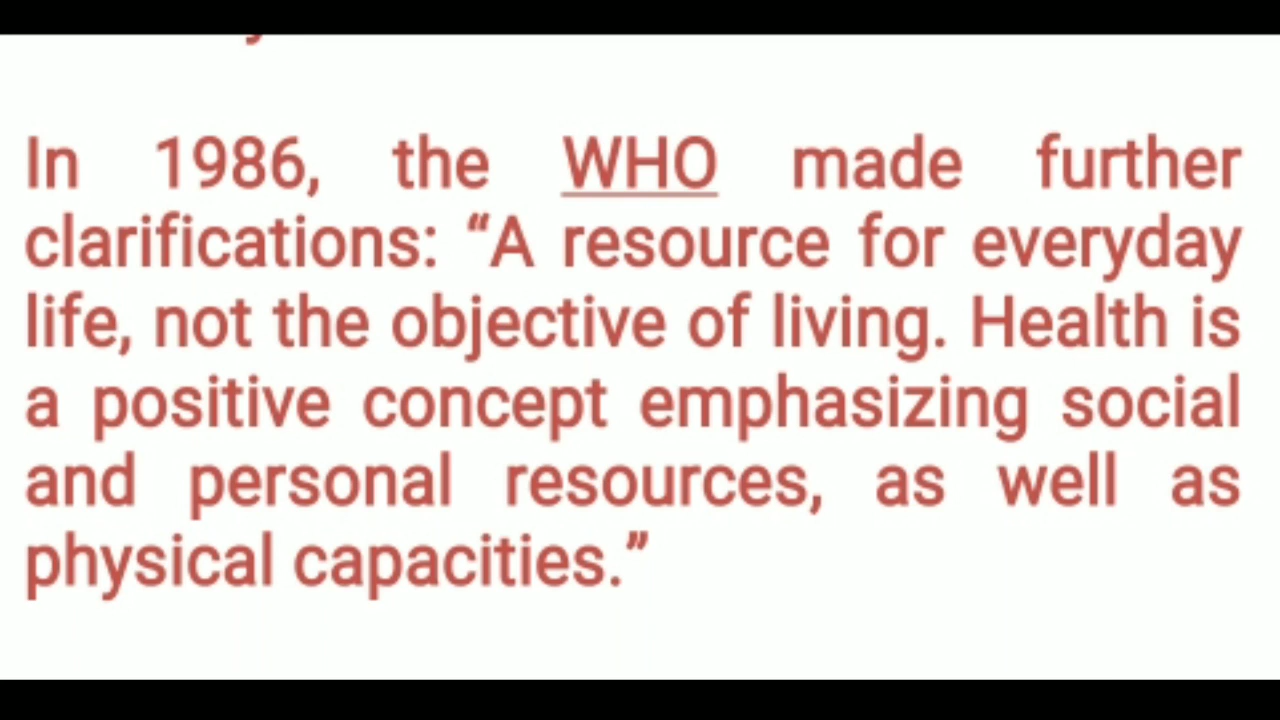 In 1986, the WHO made further
clarifications: “A resource for everyday
life, not the objective of living. Health is
a positive concept emphasizing social
and personal resources, as well as
physical capacities.”